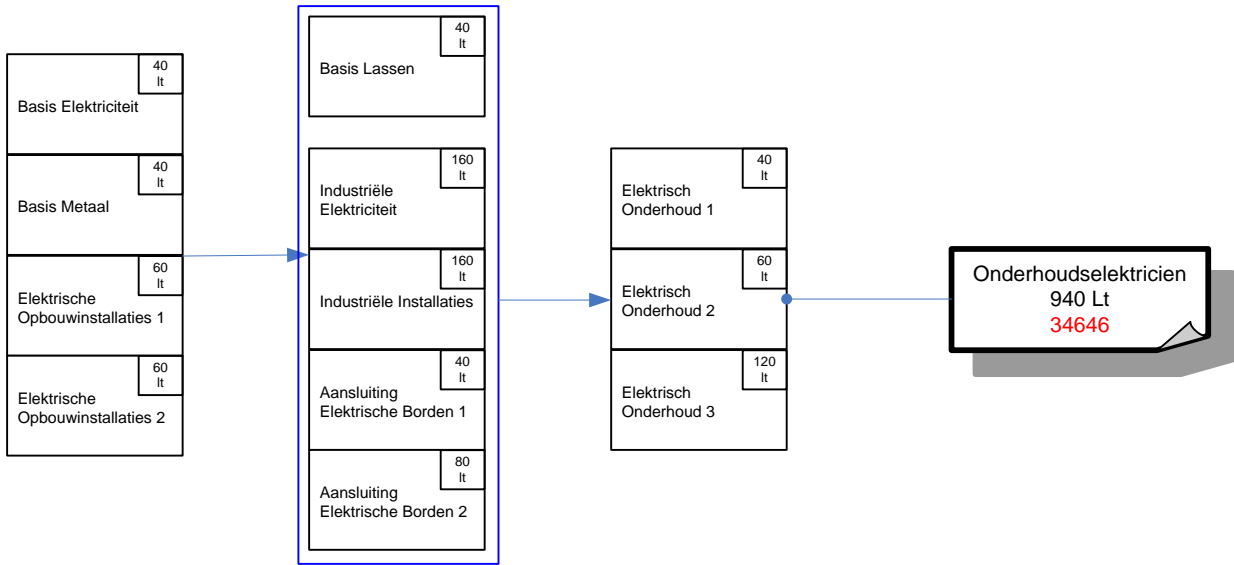 40
lt
Basis Elektriciteit
40
lt
Basis Metaal
60
lt
Elektrische
Opbouwinstallaties 1
60
lt
Elektrische
Opbouwinstallaties 2
40
lt
Basis Lassen
160
lt
Industriële
Elektriciteit
160
lt
Industriële Installaties
40
lt
Aansluiting
Elektrische Borden 1
80
lt
Aansluiting
Elektrische Borden 2
40
lt
Elektrisch
Onderhoud 1
60
lt
Elektrisch
Onderhoud 2
120
lt
Elektrisch
Onderhoud 3
Onderhoudselektricien
940 Lt
34646